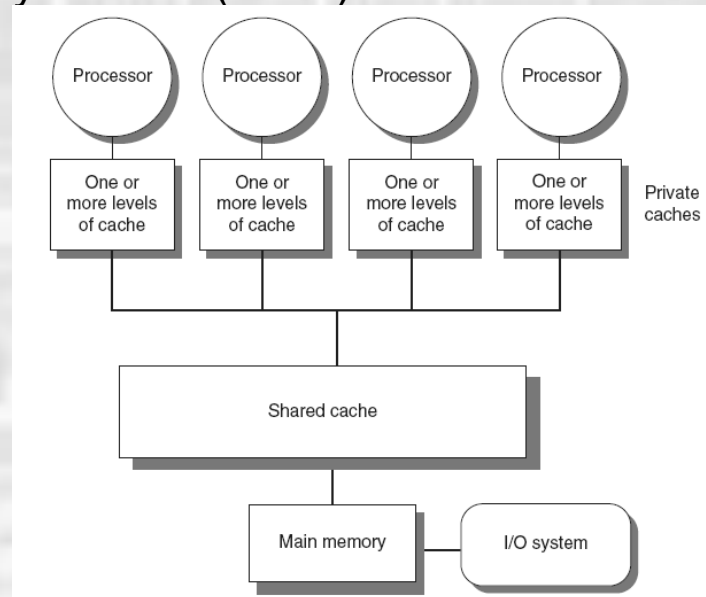 Processor
Processor
Processor
Processor
One or
more levels
of cache
One or
more levels
of cache
One or
more levels
of cache
One or
more levels
of cache
Private
caches
Shared cache
Main memory
I/O system